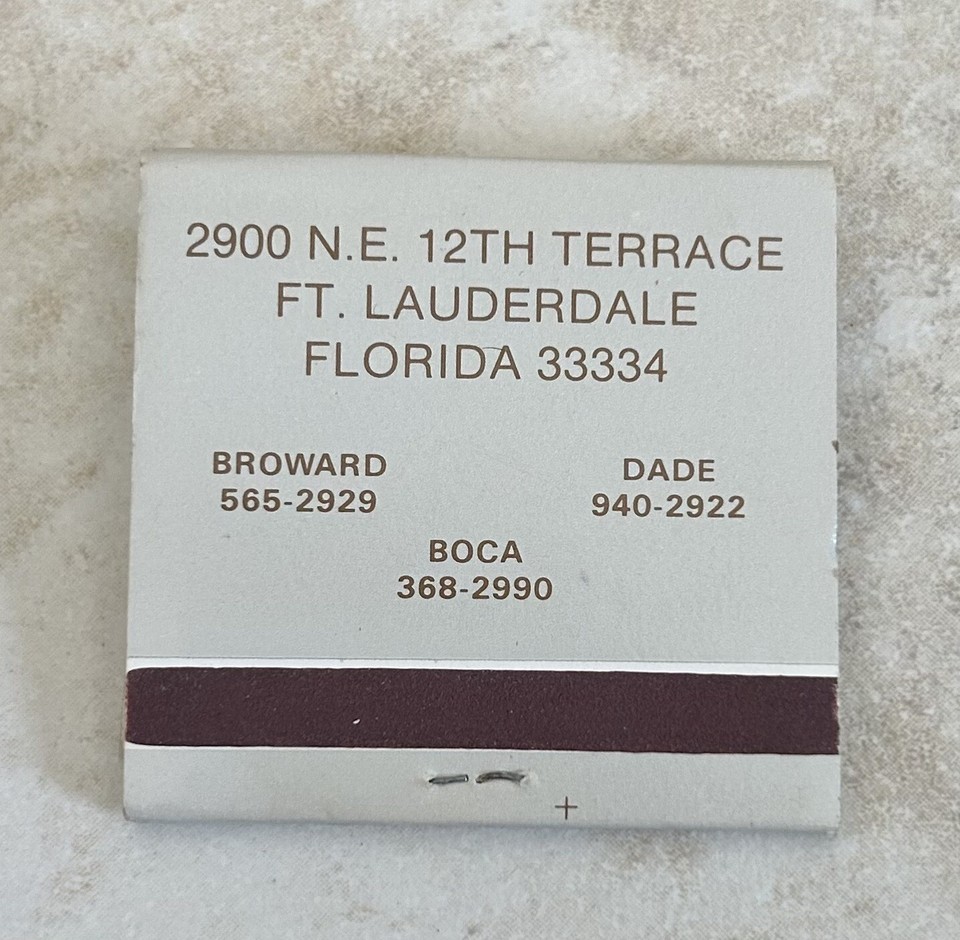 2900 N.E. 12TH TERRACE
FT. LAUDERDALE
FLORIDA 33334
BROWARD
565-2929
DADE
940-2922
BOCA
368-2990